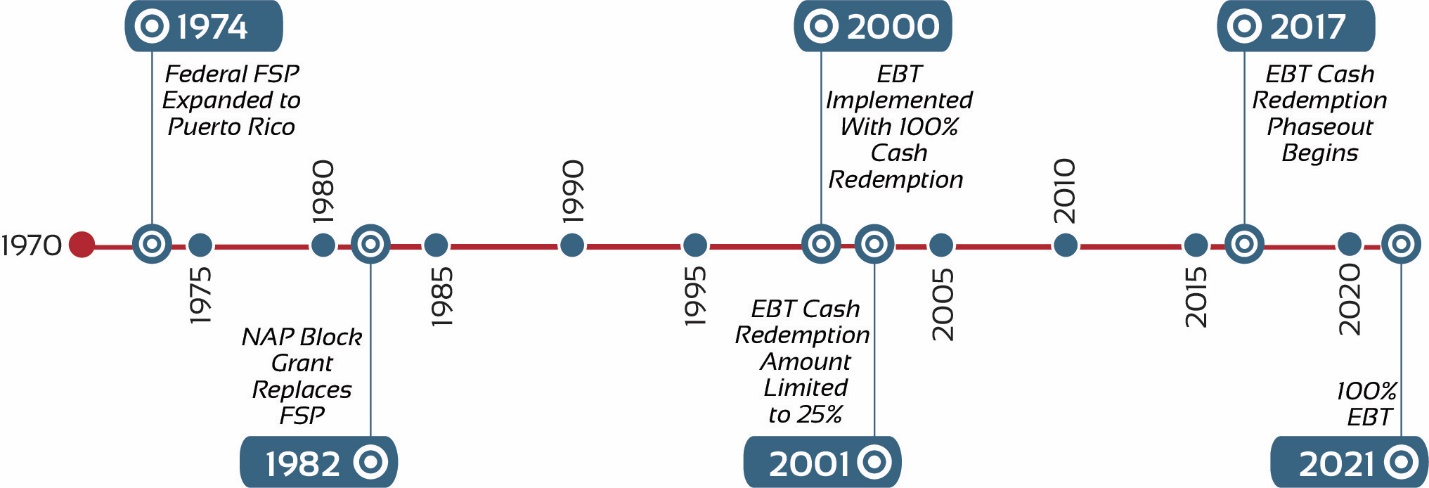 1974
Federal FSP
Expanded to
Puerto Rico
2000
EBT
Implemented
With 100%
Cash
Redemption
2017
EBT Cash
Redemption
Phaseout
Begins
1970
1975
1980
1985
1990
1995
2005
2010
2015
2020
NAP Block
Grant
Replaces
FSP
1982
EBT Cash
Redemption
Amount
Limited
to 25%
2001
100%
EBT
2021